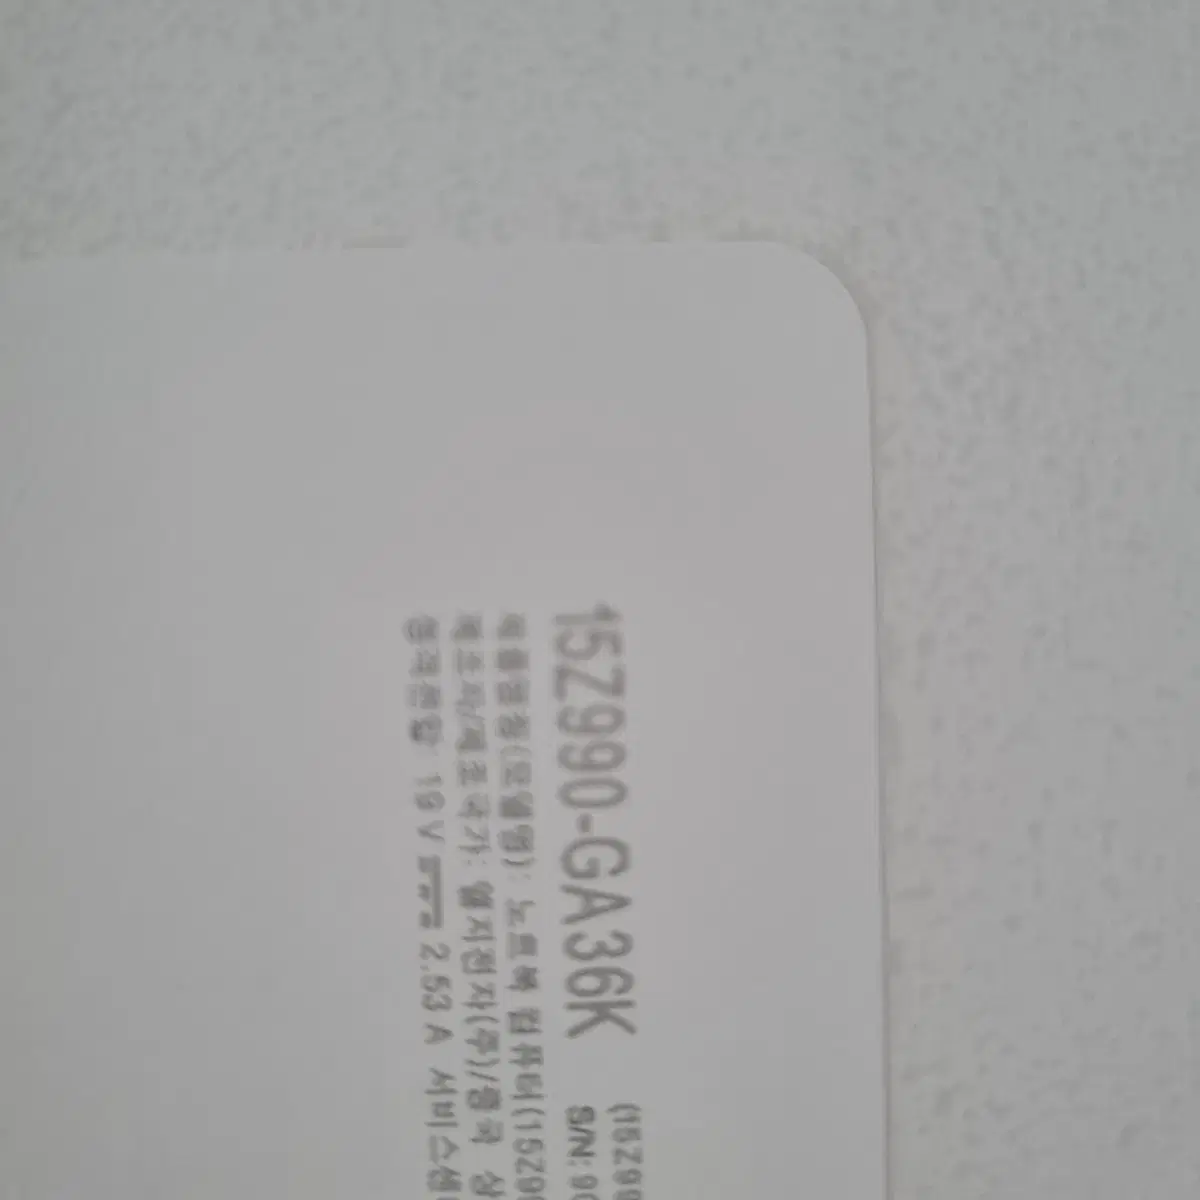 15Z990-GA36K (15Z99
S/N: 90
제품명칭(모델명): 노트북 컴퓨터(15Z99
제조자/제조국가: 엘지전자(주)/중국
정격전압: 19 V 2.53 A 서비스센